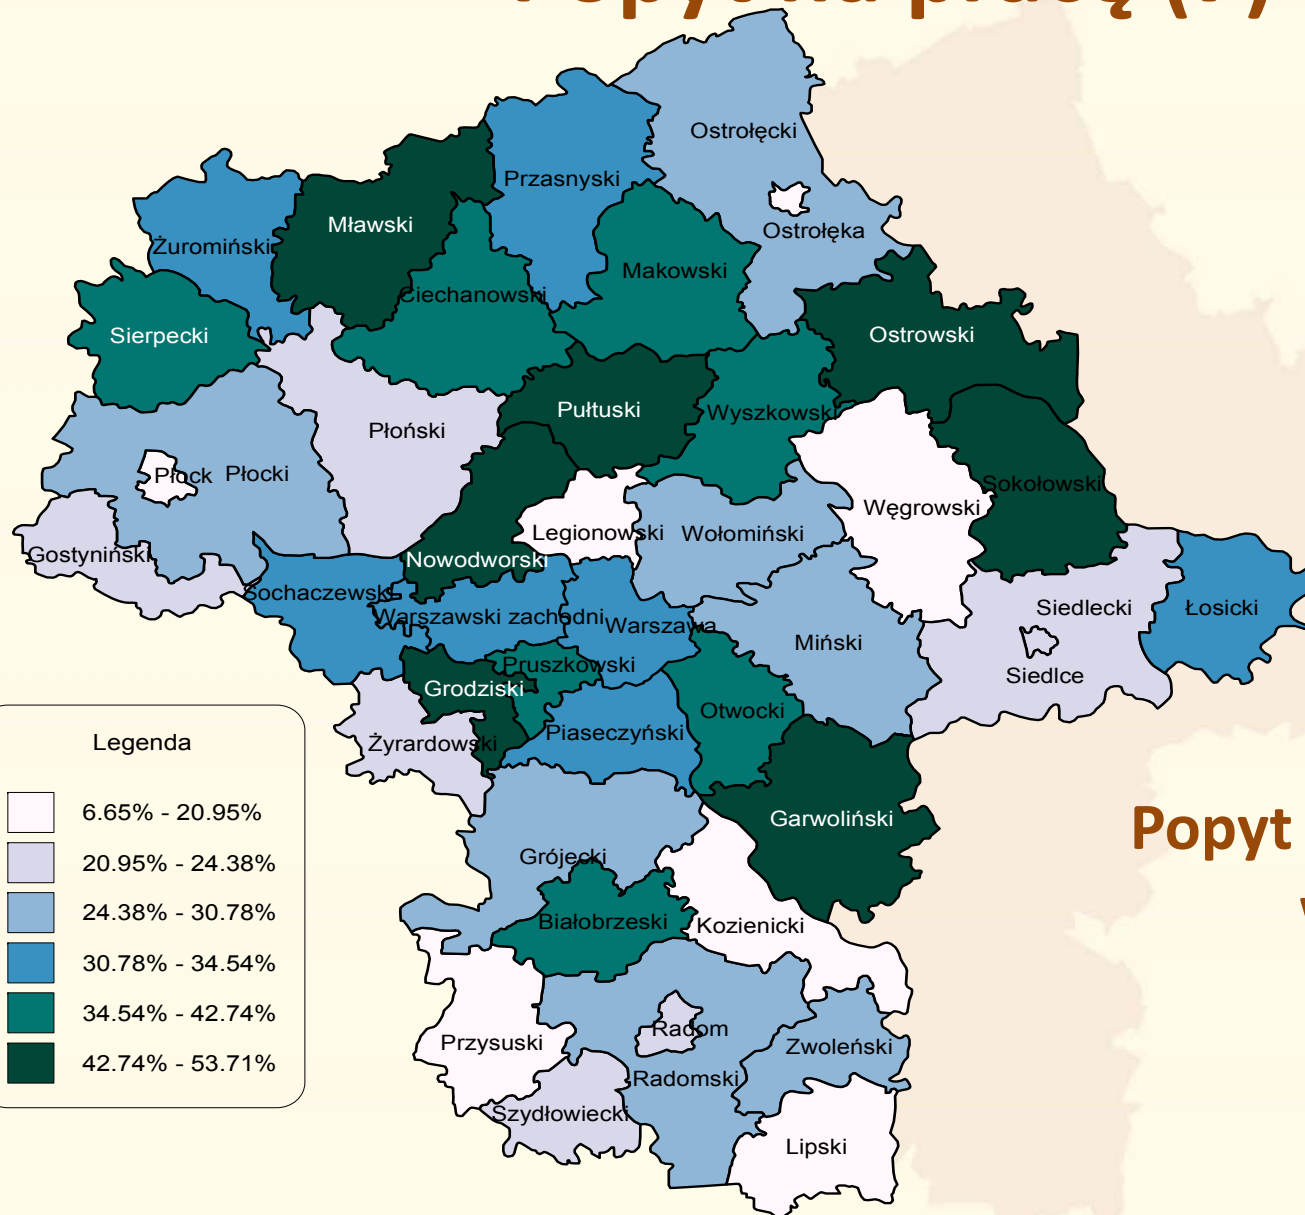 Popyt na pracę (
Ostrołęcki
Przasnyski
Mławski
Ostrołęka
Żuromiński
Makowski
Ciechanowski
Sierpecki
Ostrowski
Pułtuski
Wyszkowski
Płoński
Płock
Płocki
Sokołowski
Węgrowski
Legionowski
Wołomiński
Gostyniński
Nowodworski
Sochaczewski
Warszawski zachodni
Warszawa
Siedlecki
Łosicki
Miński
Pruszkowski
Siedlce
Grodziski
Otwocki
Piaseczyński
Żyrardowski
Legenda
6.65% - 20.95%
20.95% - 24.38%
24.38% - 30.78%
30.78% - 34.54%
34.54% - 42.74%
42.74% - 53.71%
Garwoliński
Popyt
Grójecki
Białobrzeski
Kozienicki
Radom
Przysuski
Zwoleński
Radomski
Szydłowiecki
Lipski